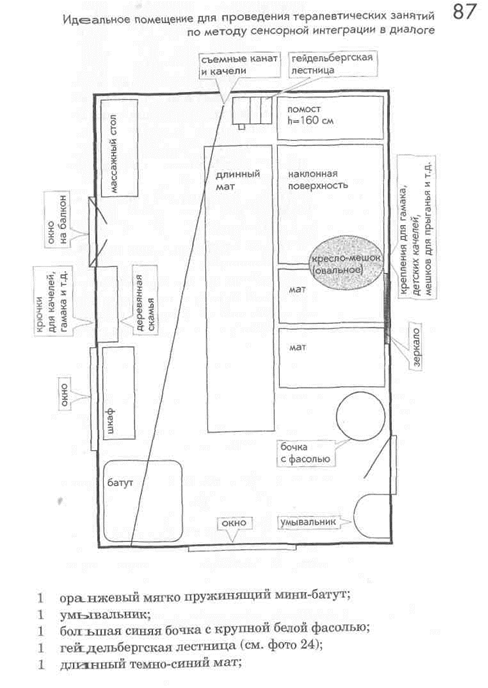 Идеальное помещение для проведения терапевтических занятий
по методу сенсорной интеграции в диалоге
87
съемные канат
и качели
гейдельбергская
лестница
массажный стол
помост
h=160 см
длинный
мат
наклонная
поверхность
окно
на балкон
крепления для гамака,
детских качелей,
мешков для прыганья и т.д.
кресло-мешок
(овальное)
крючки
для качелей,
гамака и т.д.
деревянная
скамья
мат
зеркало
мат
окно
шкаф
бочка
с фасолью
батут
окно
умывальник
1 оранжевый мягко пружинящий мини-батут;
1 умывальник;
1 большая синяя бочка с крупной белой фасолью;
1 гейдельбергская лестница (см. фото 24);
1 длинный темно-синий мат;